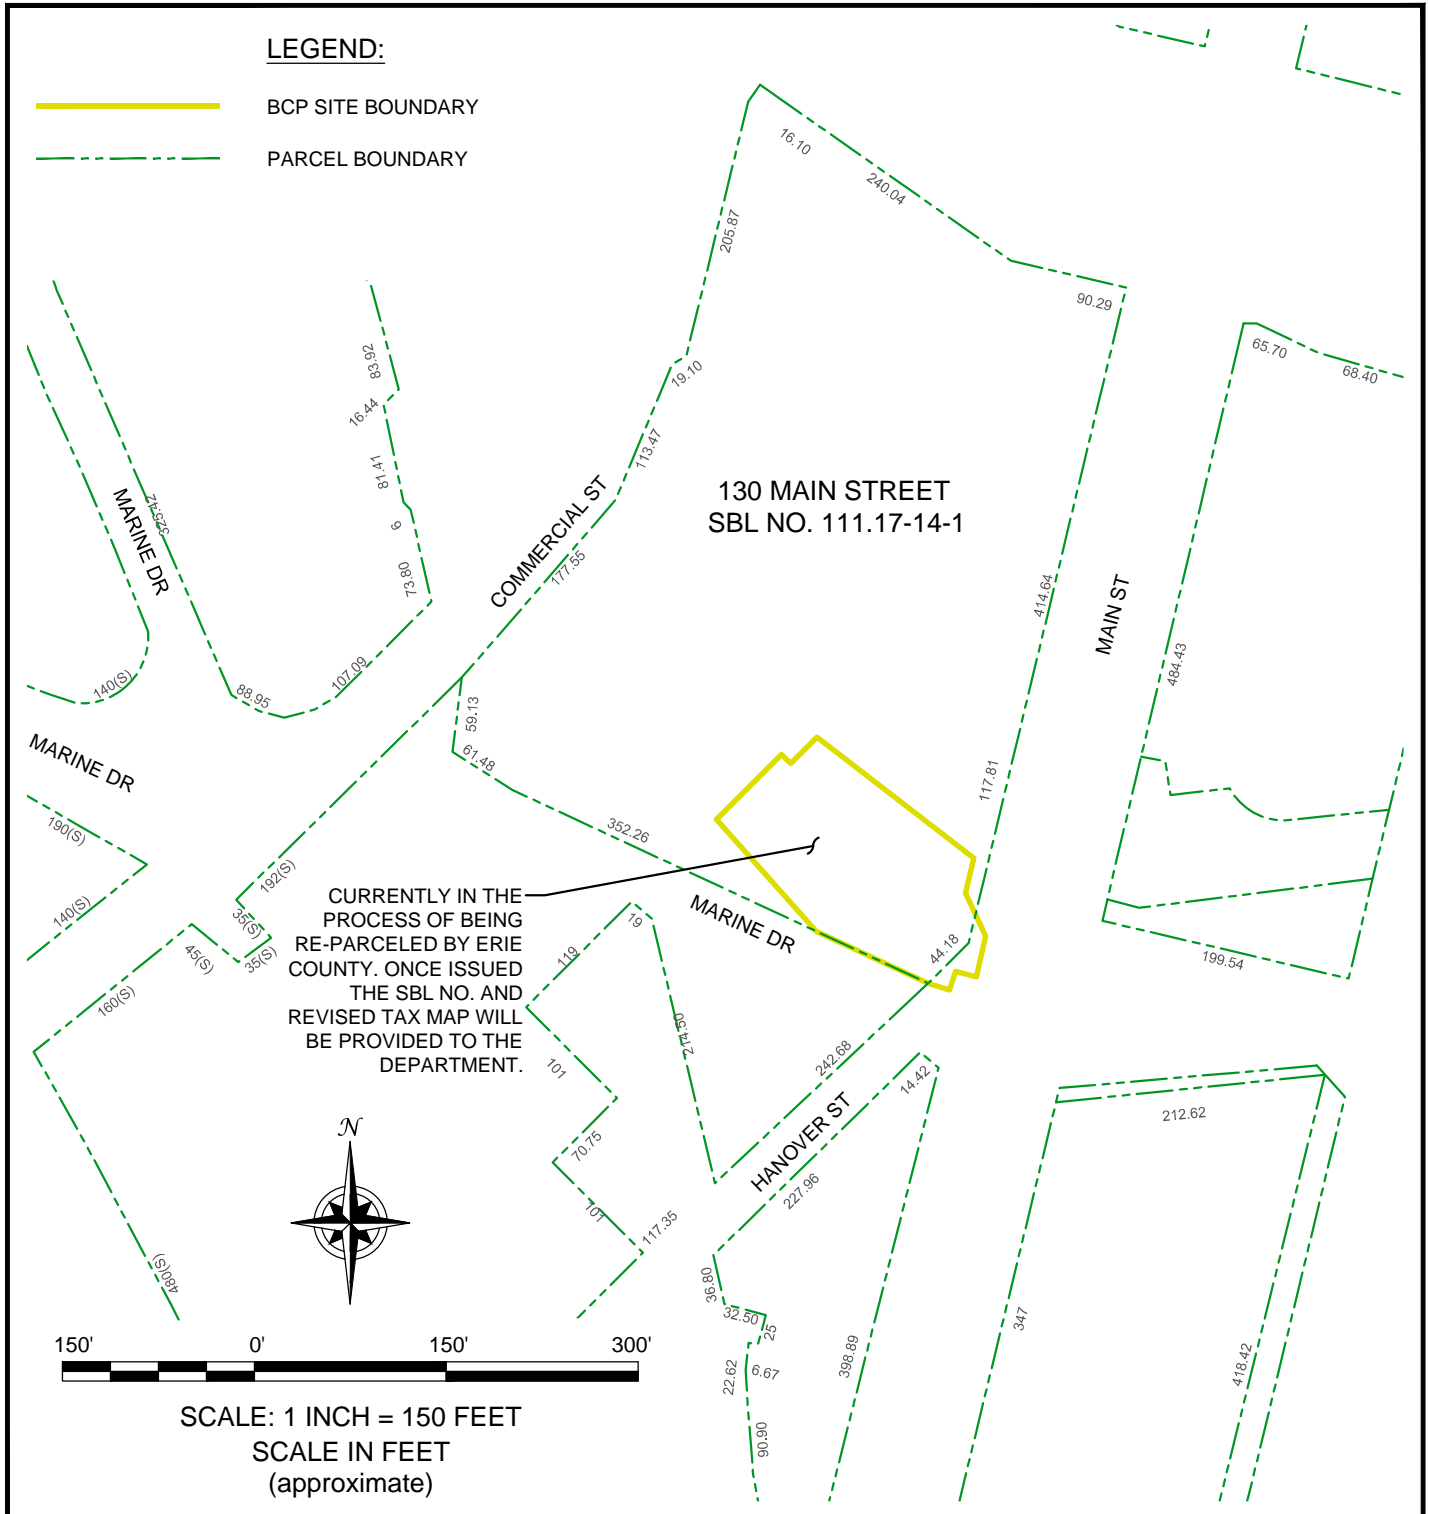 LEGEND:
BCP SITE BOUNDARY
PARCEL BOUNDARY
16.10
240.04
205.87
90.29
19.10
113.47
83.92
16.44
81.41
6
73.80
65.70
68.40
130 MAIN STREET
SBL NO. 111.17-14-1
COMMERCIAL ST
177.55
MARINE DR
325.42
414.64
MAIN ST
484.43
140(S)
88.95
107.09
59.13
61.48
MARINE DR
117.81
352.26
190(S)
192(S)
140(S)
35(S)
35(S)
45(S)
160(S)
CURRENTLY IN THE
PROCESS OF BEING
RE-PARCELED BY ERIE
COUNTY. ONCE ISSUED
THE SBL NO. AND
REVISED TAX MAP WILL
BE PROVIDED TO THE
DEPARTMENT.
MARINE DR
19
119
44.18
199.54
214.50
242.68
101
14.42
212.62
HANOVER ST
227.96
70.75
101
117.35
N
480(S)
36.80
32.50
25
22.62
6.67
90.90
398.89
347
418.42
150'
0'
150'
300'
SCALE: 1 INCH = 150 FEET
SCALE IN FEET
(approximate)